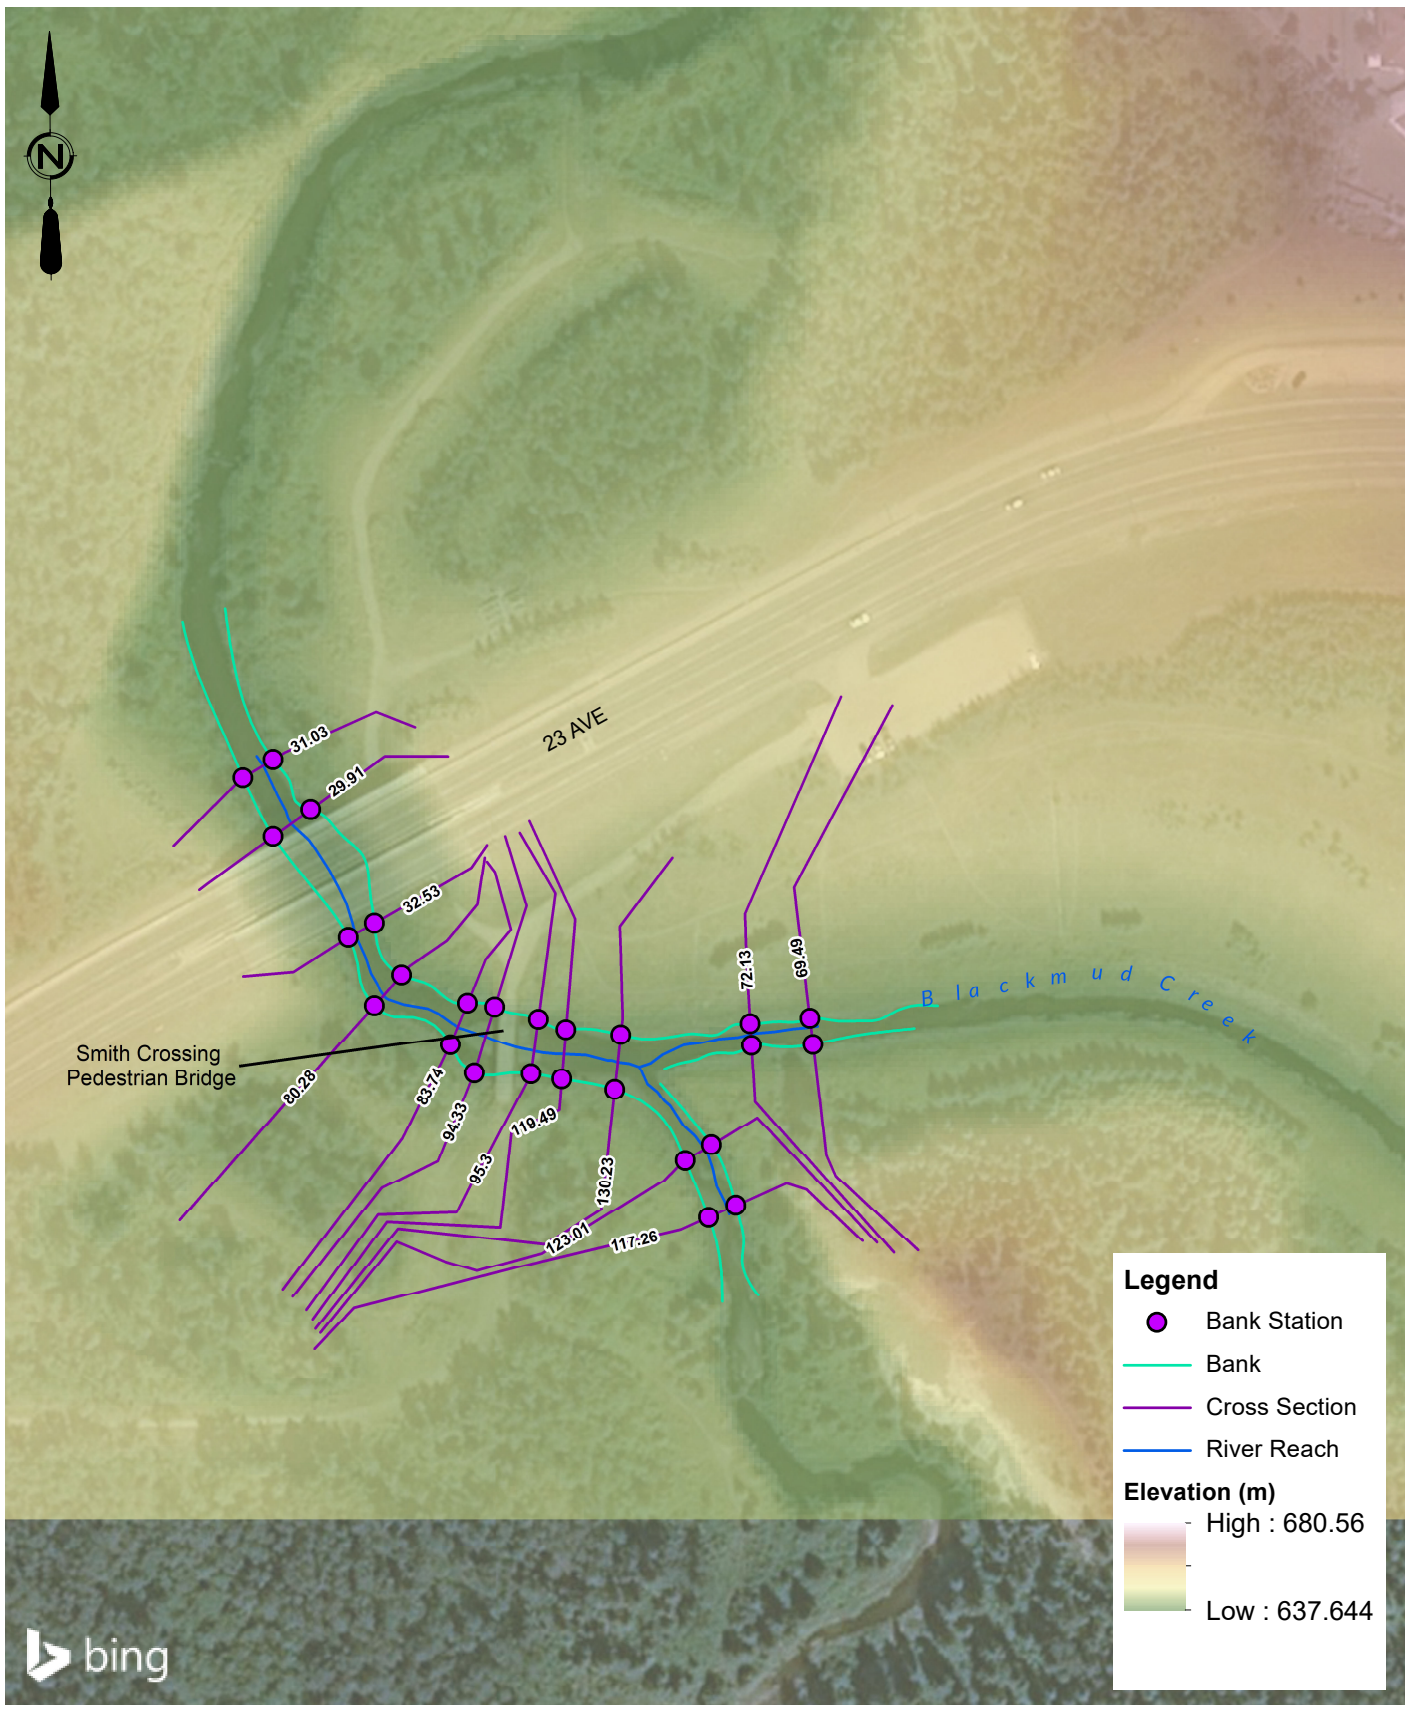 N
31.03
29.91
23 AVE
32.53
72.13
69.49
Blackmud Creek
Smith Crossing
Pedestrian Bridge
80.28
83.74
94.33
95.3
119.49
130.23
123.01
117.26
Legend
Bank Station
Bank
Cross Section
River Reach
Elevation (m)
High : 680.56
Low : 637.644
bing